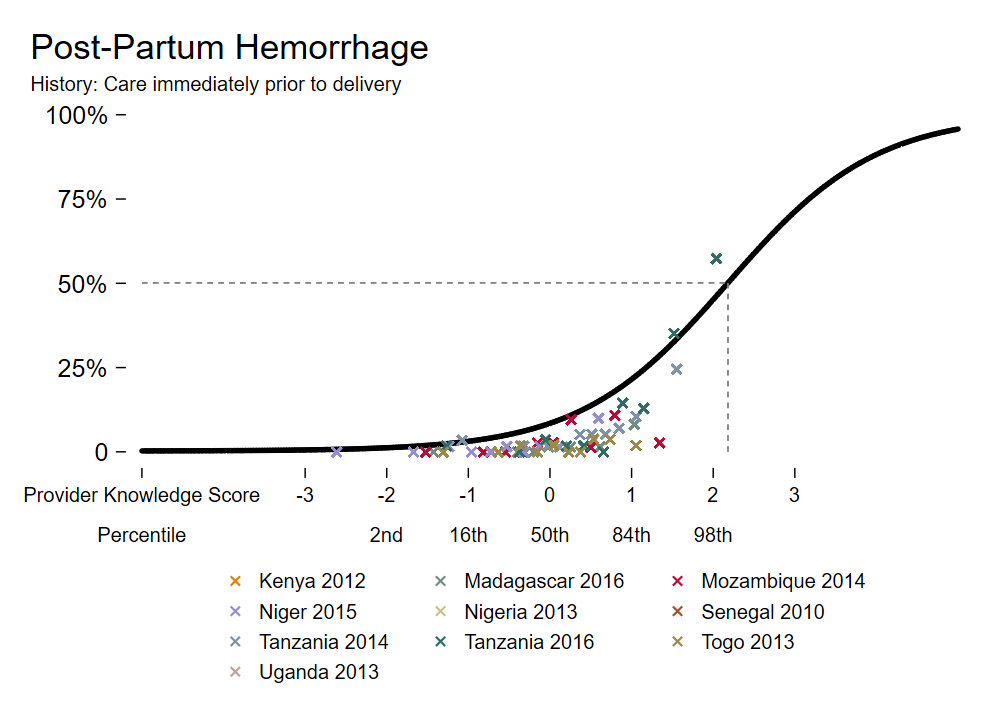 Post-Partum Hemorrhage
History: Care immediately prior to delivery
100%
75%
50%
25%
0
Provider Knowledge Score -3 -2 -1 0 1 2 3
Percentile 2nd 16th 50th 84th 98th
Kenya 2012 Madagascar 2016 Mozambique 2014
Niger 2015 Nigeria 2013 Senegal 2010
Tanzania 2014 Tanzania 2016 Togo 2013
Uganda 2013